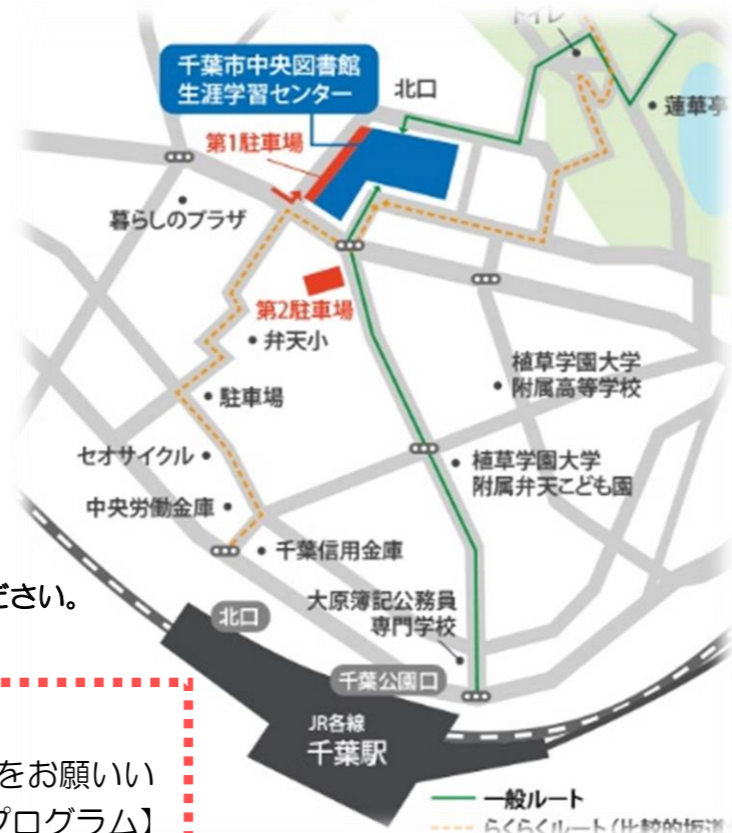 トイレ
千葉市中央図書館
生涯学習センター
北口
蓮華亭
第1駐車場
暮らしのプラザ
第2駐車場
弁天小
植草学園大学
附属高等学校
駐車場
セオサイクル
植草学園大学
附属弁天こども園
中央労働金庫
千葉信用金庫
ださい。
大原簿記公務員
専門学校
北口
千葉公園口
JR各線
千葉駅
をお願いい
プログラム】
一般ルート
らくらくルート(比較的坂道